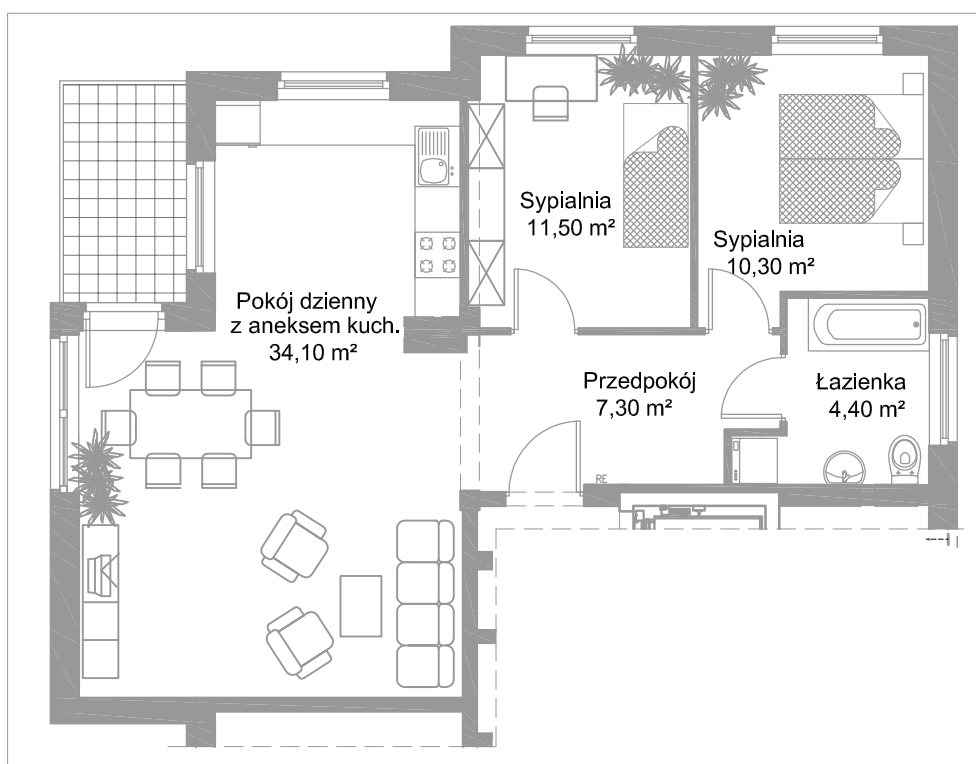 Sypialnia
11,50 m²
Sypialnia
10,30 m²
Pokój dzienny
z aneksem kuch.
34,10 m²
Przedpokój
7,30 m²
Łazienka
4,40 m²
RE